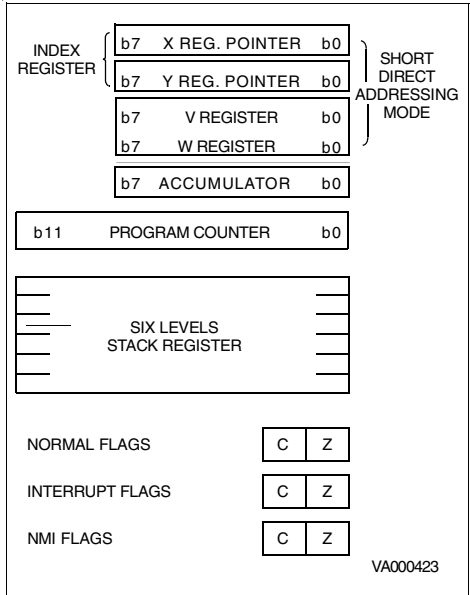 INDEX
REGISTER
b7 X REG. POINTER b0
b7 Y REG. POINTER b0
b7 V REGISTER b0
b7 W REGISTER b0
SHORT
DIRECT
ADDRESSING
MODE
b7 ACCUMULATOR b0
b11 PROGRAM COUNTER b0
SIX LEVELS
STACK REGISTER
NORMAL FLAGS C Z
INTERRUPT FLAGS C Z
NMI FLAGS C Z
VA000423